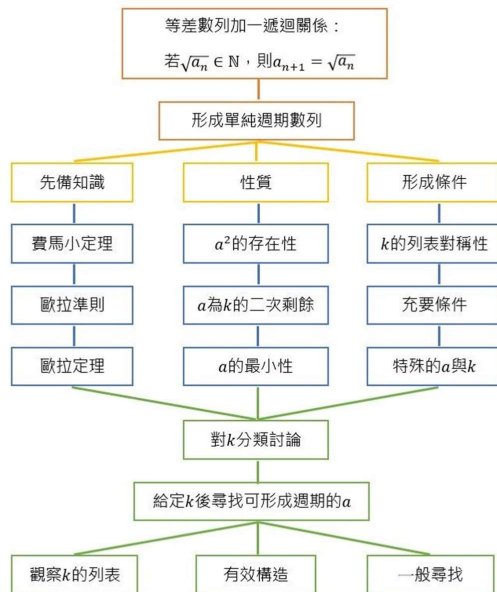 等差數列加一遞迴關係：
若√aₙ ∈ ℕ，則aₙ₊₁ = √aₙ
形成單純週期數列
先備知識
性質
形成條件
費馬小定理
a²的存在性
k的列表對稱性
歐拉準則
a為k的二次剩餘
充要條件
歐拉定理
a的最小性
特殊的a與k
對k分類討論
給定k後尋找可形成週期的a
觀察k的列表
有效構造
一般尋找